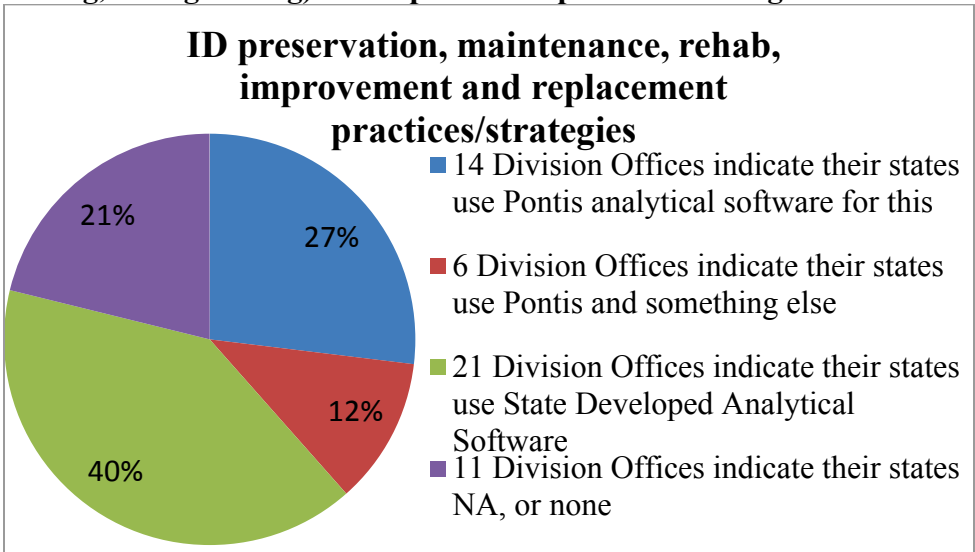 ID preservation, maintenance, rehab,
improvement and replacement
practices/strategies
27%
12%
40%
21%
14 Division Offices indicate their states
use Pontis analytical software for this
6 Division Offices indicate their states
use Pontis and something else
21 Division Offices indicate their states
use State Developed Analytical
Software
11 Division Offices indicate their states
NA, or none